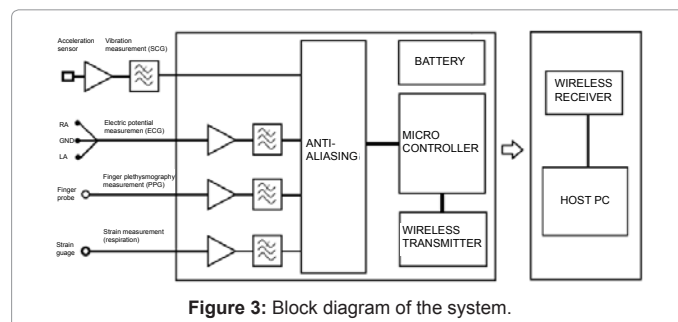 Acceleration
sensor
Vibration
measurement (SCG)
RA
GND
LA
Electric potential
measuremen (ECG)
Finger
probe
Finger plethysmography
measurement (PPG)
Strain
guage
Strain measurement
(respiration)
ANTI-
ALIASING
BATTERY
MICRO
CONTROLLER
WIRELESS
TRANSMITTER
WIRELESS
RECEIVER
HOST PC
Figure 3: Block diagram of the system.